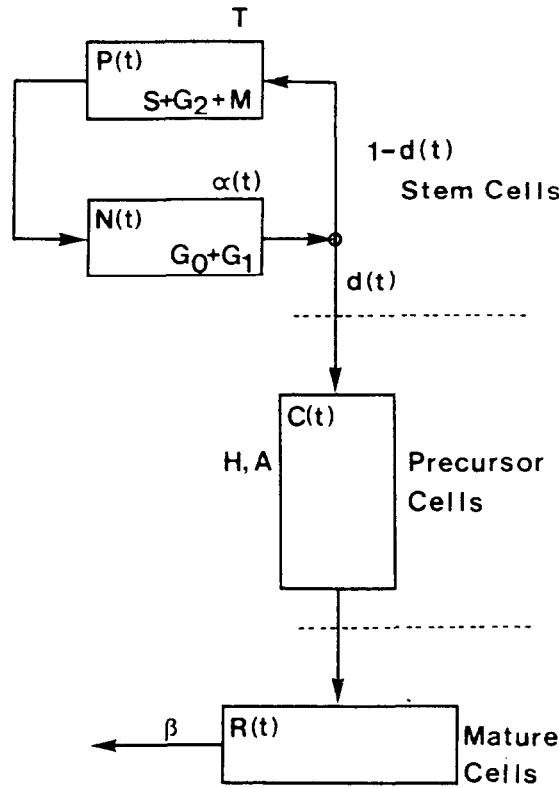 T
P(t)
S+G2+M
1-d(t)
Stem Cells
α(t)
N(t)
G0+G1
d(t)
C(t)
H, A
Precursor
Cells
β
R(t)
Mature
Cells